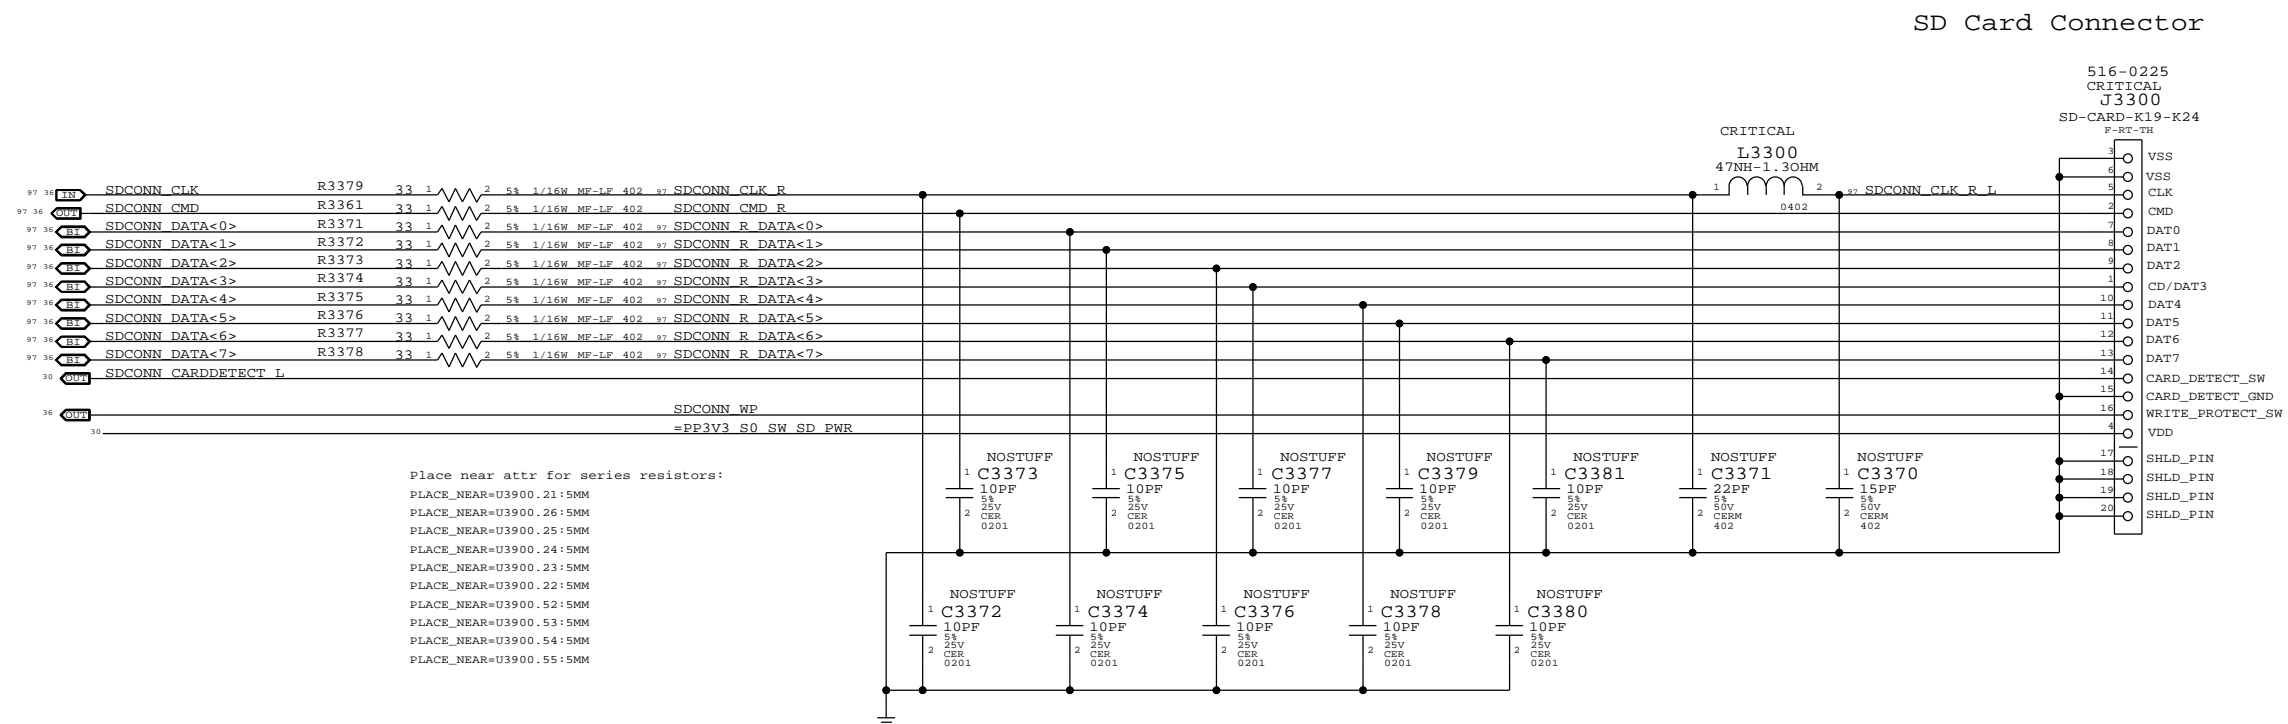 SD Card Connector
516-0225
CRITICAL
J3300
SD-CARD-K19-K24
F-RT-TH
CRITICAL
L3300
47NH-1.3OHM
1 2
0402
3 VSS
6 VSS
97 36 IN SDCONN_CLK R3379 33 1 2 5% 1/16W MF-LF 402 97 SDCONN_CLK_R 97 SDCONN_CLK_R_L 5 CLK
97 36 OUT SDCONN_CMD R3361 33 1 2 5% 1/16W MF-LF 402 SDCONN_CMD_R 2 CMD
97 36 BI SDCONN_DATA<0> R3371 33 1 2 5% 1/16W MF-LF 402 97 SDCONN_R_DATA<0> 7 DAT0
97 36 BI SDCONN_DATA<1> R3372 33 1 2 5% 1/16W MF-LF 402 97 SDCONN_R_DATA<1> 8 DAT1
97 36 BI SDCONN_DATA<2> R3373 33 1 2 5% 1/16W MF-LF 402 97 SDCONN_R_DATA<2> 9 DAT2
97 36 BI SDCONN_DATA<3> R3374 33 1 2 5% 1/16W MF-LF 402 97 SDCONN_R_DATA<3> 1 CD/DAT3
97 36 BI SDCONN_DATA<4> R3375 33 1 2 5% 1/16W MF-LF 402 97 SDCONN_R_DATA<4> 10 DAT4
97 36 BI SDCONN_DATA<5> R3376 33 1 2 5% 1/16W MF-LF 402 97 SDCONN_R_DATA<5> 11 DAT5
97 36 BI SDCONN_DATA<6> R3377 33 1 2 5% 1/16W MF-LF 402 97 SDCONN_R_DATA<6> 12 DAT6
97 36 BI SDCONN_DATA<7> R3378 33 1 2 5% 1/16W MF-LF 402 97 SDCONN_R_DATA<7> 13 DAT7
30 OUT SDCONN_CARDDETECT_L 14 CARD_DETECT_SW
15 CARD_DETECT_GND
36 OUT SDCONN_WP 16 WRITE_PROTECT_SW
30 =PP3V3_S0_SW_SD_PWR 4 VDD
17 SHLD_PIN
18 SHLD_PIN
19 SHLD_PIN
20 SHLD_PIN
Place near attr for series resistors:
PLACE_NEAR=U3900.21:5MM
PLACE_NEAR=U3900.26:5MM
PLACE_NEAR=U3900.25:5MM
PLACE_NEAR=U3900.24:5MM
PLACE_NEAR=U3900.23:5MM
PLACE_NEAR=U3900.22:5MM
PLACE_NEAR=U3900.52:5MM
PLACE_NEAR=U3900.53:5MM
PLACE_NEAR=U3900.54:5MM
PLACE_NEAR=U3900.55:5MM
NOSTUFF
1 C3373
10PF
5%
25V
2 CER
0201
NOSTUFF
1 C3375
10PF
5%
25V
2 CER
0201
NOSTUFF
1 C3377
10PF
5%
25V
2 CER
0201
NOSTUFF
1 C3379
10PF
5%
25V
2 CER
0201
NOSTUFF
1 C3381
10PF
5%
25V
2 CER
0201
NOSTUFF
1 C3371
22PF
5%
50V
2 CERM
402
NOSTUFF
1 C3370
15PF
5%
50V
2 CERM
402
NOSTUFF
1 C3372
10PF
5%
25V
2 CER
0201
NOSTUFF
1 C3374
10PF
5%
25V
2 CER
0201
NOSTUFF
1 C3376
10PF
5%
25V
2 CER
0201
NOSTUFF
1 C3378
10PF
5%
25V
2 CER
0201
NOSTUFF
1 C3380
10PF
5%
25V
2 CER
0201